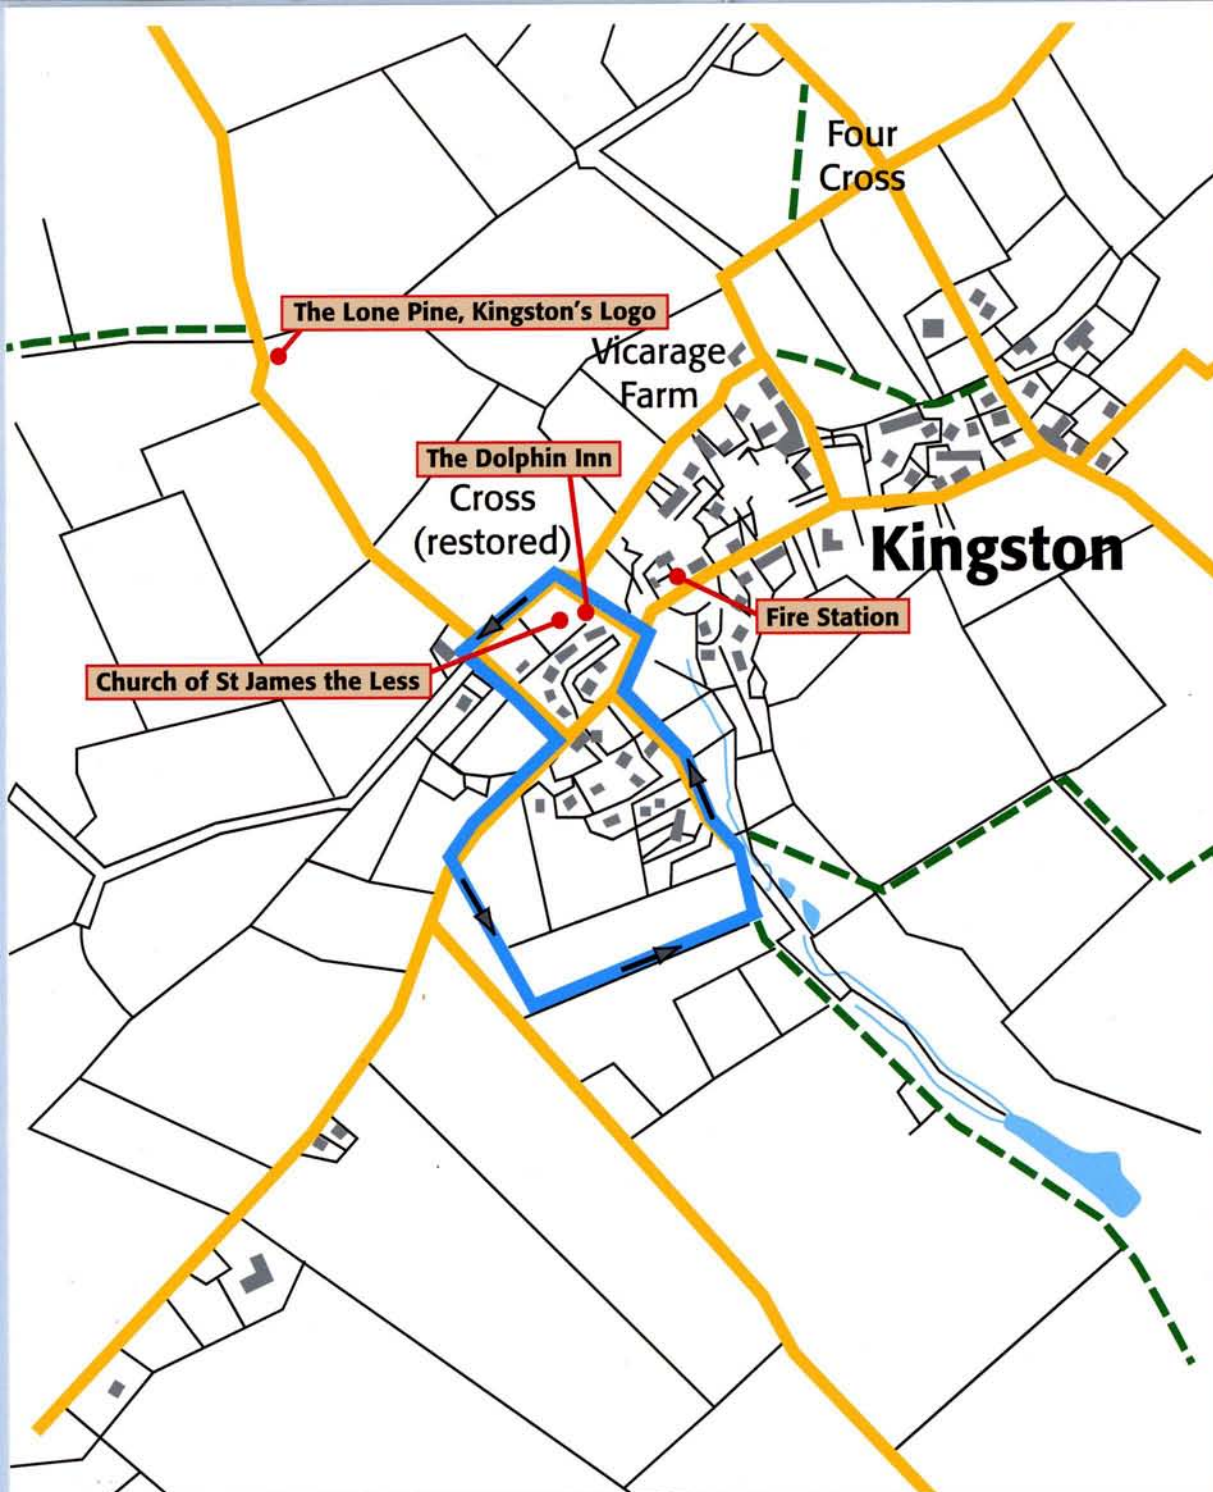 Four
Cross
The Lone Pine, Kingston's Logo
Vicarage
Farm
The Dolphin Inn
Cross
(restored)
Kingston
Fire Station
Church of St James the Less